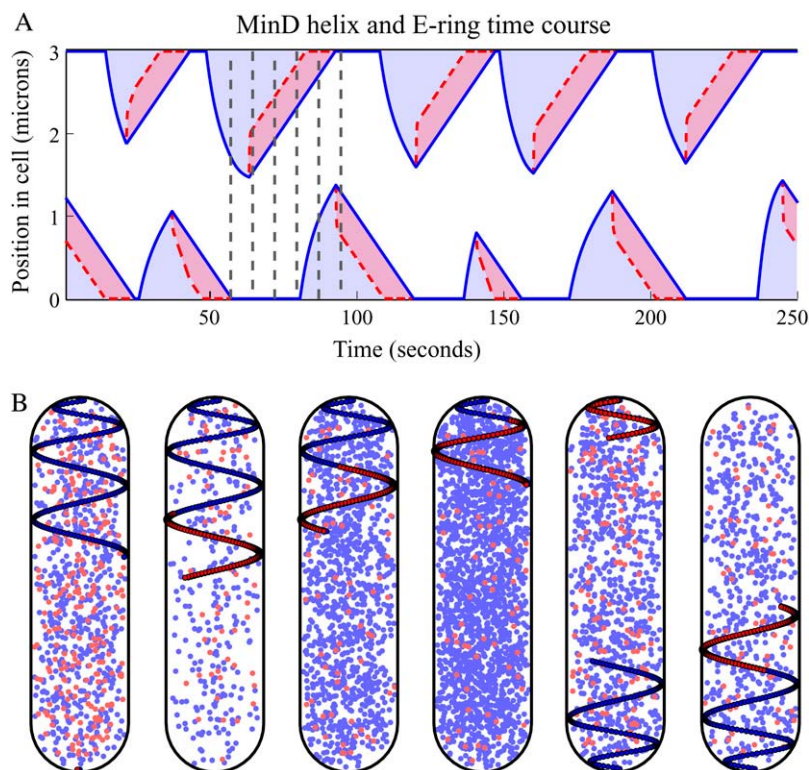 A
MinD helix and E-ring time course
Position in cell (microns)
3
2
1
0
50
100
150
200
250
Time (seconds)
B